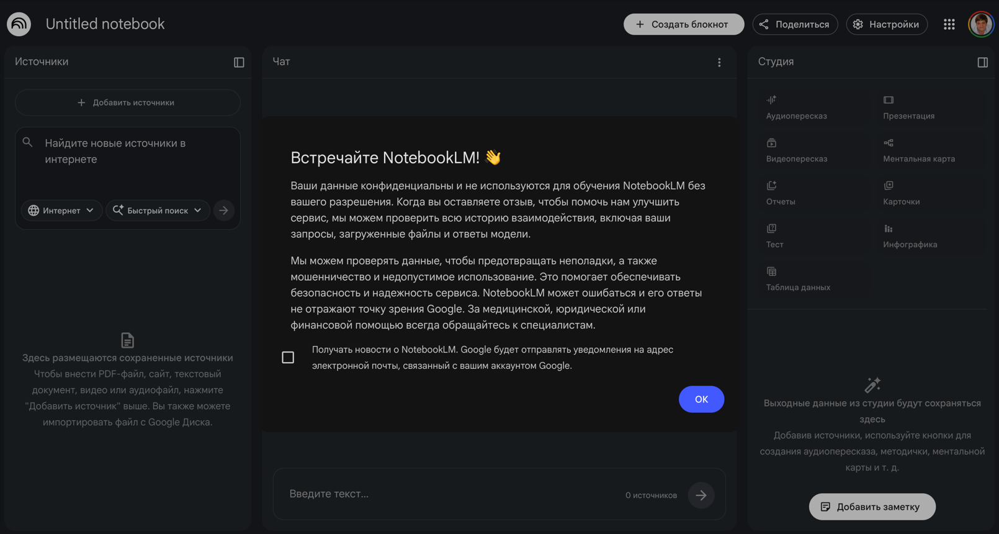 Untitled notebook
Создать блокнот
Поделиться
Настройки
Источники
Добавить источники
Найдите новые источники в
интернете
Интернет
Быстрый поиск
Здесь размещаются сохраненные источники
Чтобы внести PDF-файл, сайт, текстовый
документ, видео или аудиофайл, нажмите
"Добавить источник" выше. Вы также можете
импортировать файл с Google Диска.
Чат
Встречайте NotebookLM! 👋
Ваши данные конфиденциальны и не используются для обучения NotebookLM без
вашего разрешения. Когда вы оставляете отзыв, чтобы помочь нам улучшить
сервис, мы можем проверить всю историю взаимодействия, включая ваши
запросы, загруженные файлы и ответы модели.
Мы можем проверять данные, чтобы предотвращать неполадки, а также
мошенничество и недопустимое использование. Это помогает обеспечивать
безопасность и надежность сервиса. NotebookLM может ошибаться и его ответы
не отражают точку зрения Google. За медицинской, юридической или
финансовой помощью всегда обращайтесь к специалистам.
Получать новости о NotebookLM. Google будет отправлять уведомления на адрес
электронной почты, связанный с вашим аккаунтом Google.
OK
Введите текст...
0 источников
Студия
Аудиопересказ
Презентация
Видеопересказ
Ментальная карта
Отчеты
Карточки
Тест
Инфографика
Таблица данных
Выходные данные из студии будут сохраняться
здесь
Добавив источники, используйте кнопки для
создания аудиопересказа, методички, ментальной
карты и т. д.
Добавить заметку